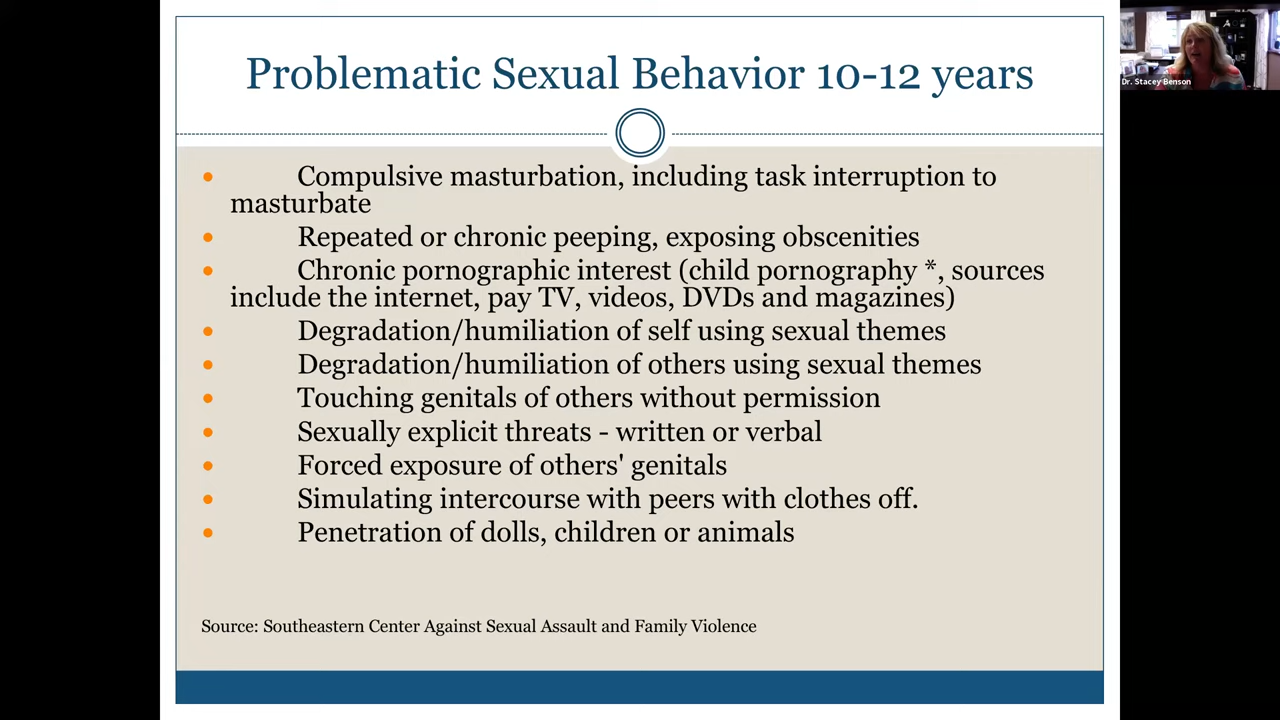 Problematic Sexual Behavior 10-12 years
Dr. Stacey Benson
• Compulsive masturbation, including task interruption to
masturbate
• Repeated or chronic peeping, exposing obscenities
• Chronic pornographic interest (child pornography *, sources
include the internet, pay TV, videos, DVDs and magazines)
• Degradation/humiliation of self using sexual themes
• Degradation/humiliation of others using sexual themes
• Touching genitals of others without permission
• Sexually explicit threats - written or verbal
• Forced exposure of others' genitals
• Simulating intercourse with peers with clothes off.
• Penetration of dolls, children or animals
Source: Southeastern Center Against Sexual Assault and Family Violence